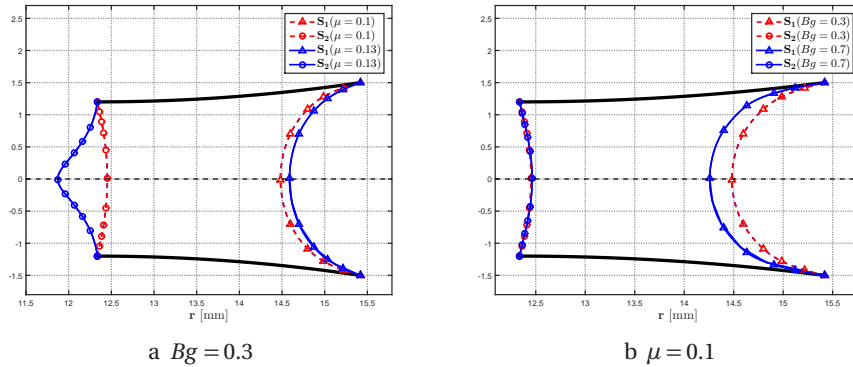 2.5
2
1.5
1
0.5
0
-0.5
-1
-1.5
11.5 12 12.5 13 13.5 14 14.5 15 15.5
r [mm]
S₁(μ = 0.1)
S₂(μ = 0.1)
S₁(μ = 0.13)
S₂(μ = 0.13)
a Bg = 0.3
2.5
2
1.5
1
0.5
0
-0.5
-1
-1.5
12.5 13 13.5 14 14.5 15 15.5
r [mm]
S₁(Bg = 0.3)
S₂(Bg = 0.3)
S₁(Bg = 0.7)
S₂(Bg = 0.7)
b μ = 0.1